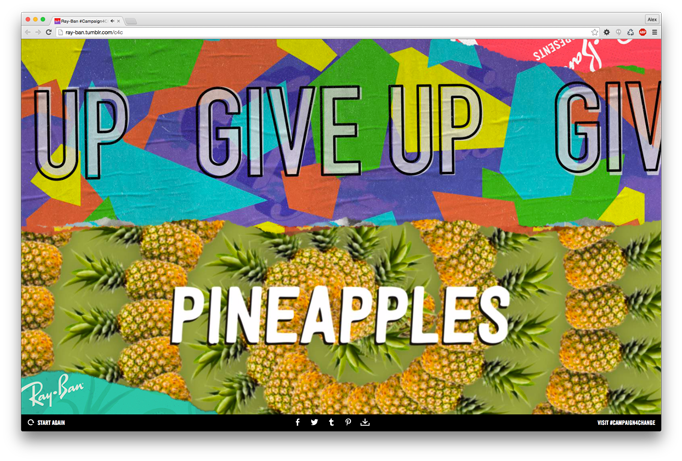 Ray-Ban #Campaign4C
Alex
ray-ban.tumblr.com/c4c
PRESENTS
UP GIVE UP GIV
PINEAPPLES
Ray-Ban
START AGAIN
VISIT #CAMPAIGN4CHANGE